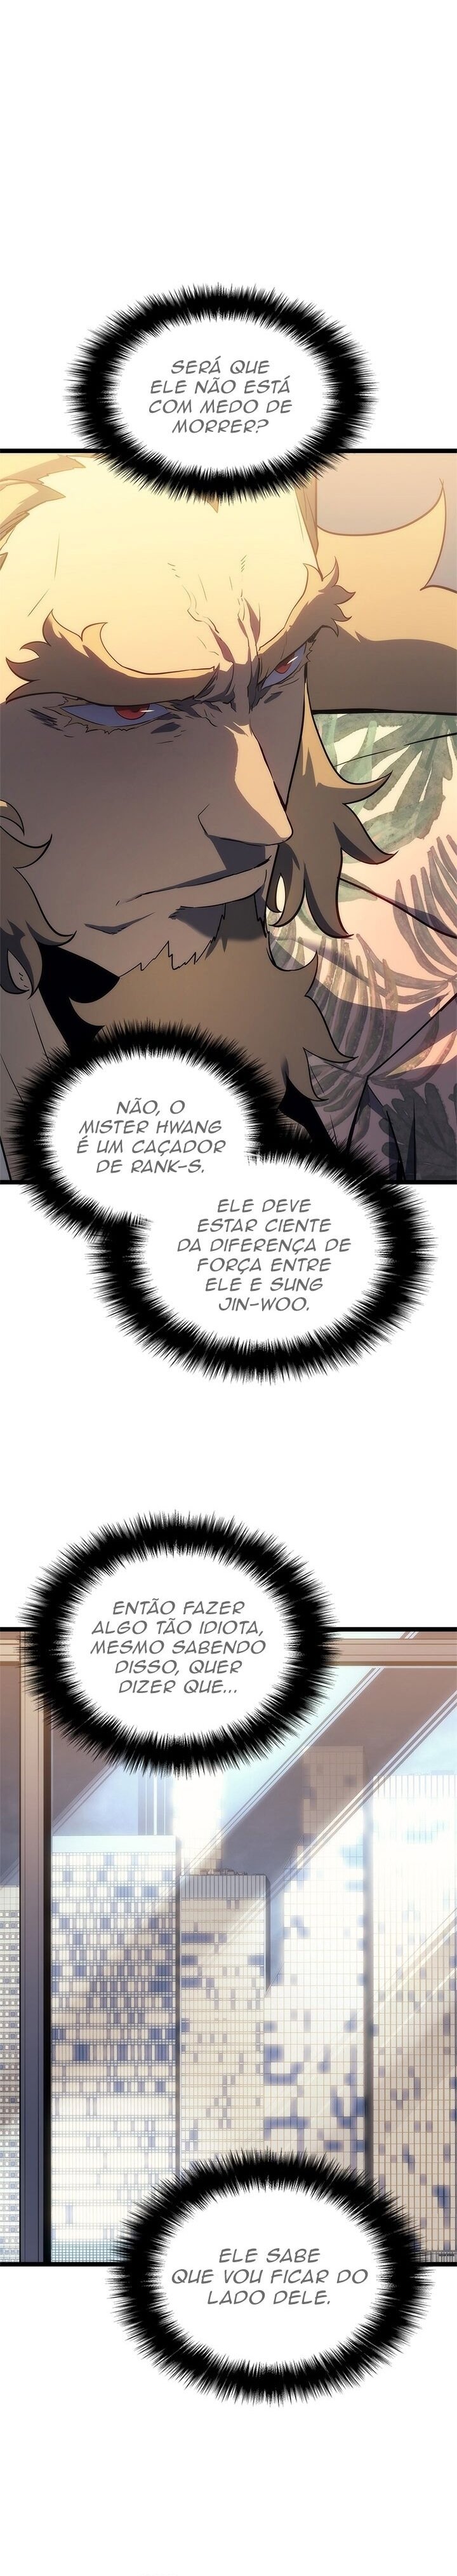 SERÁ QUE
ELE NÃO ESTÁ
COM MEDO DE
MORRER?
NÃO, O
MISTER HWANG
É UM CAÇADOR
DE RANK-S.
ELE DEVE
ESTAR CIENTE
DA DIFERENÇA DE
FORÇA ENTRE
ELE E SUNG
JIN-WOO.
ENTÃO FAZER
ALGO TÃO IDIOTA,
MESMO SABENDO
DISSO, QUER
DIZER QUE...
ELE SABE
QUE VOU FICAR DO
LADO DELE.